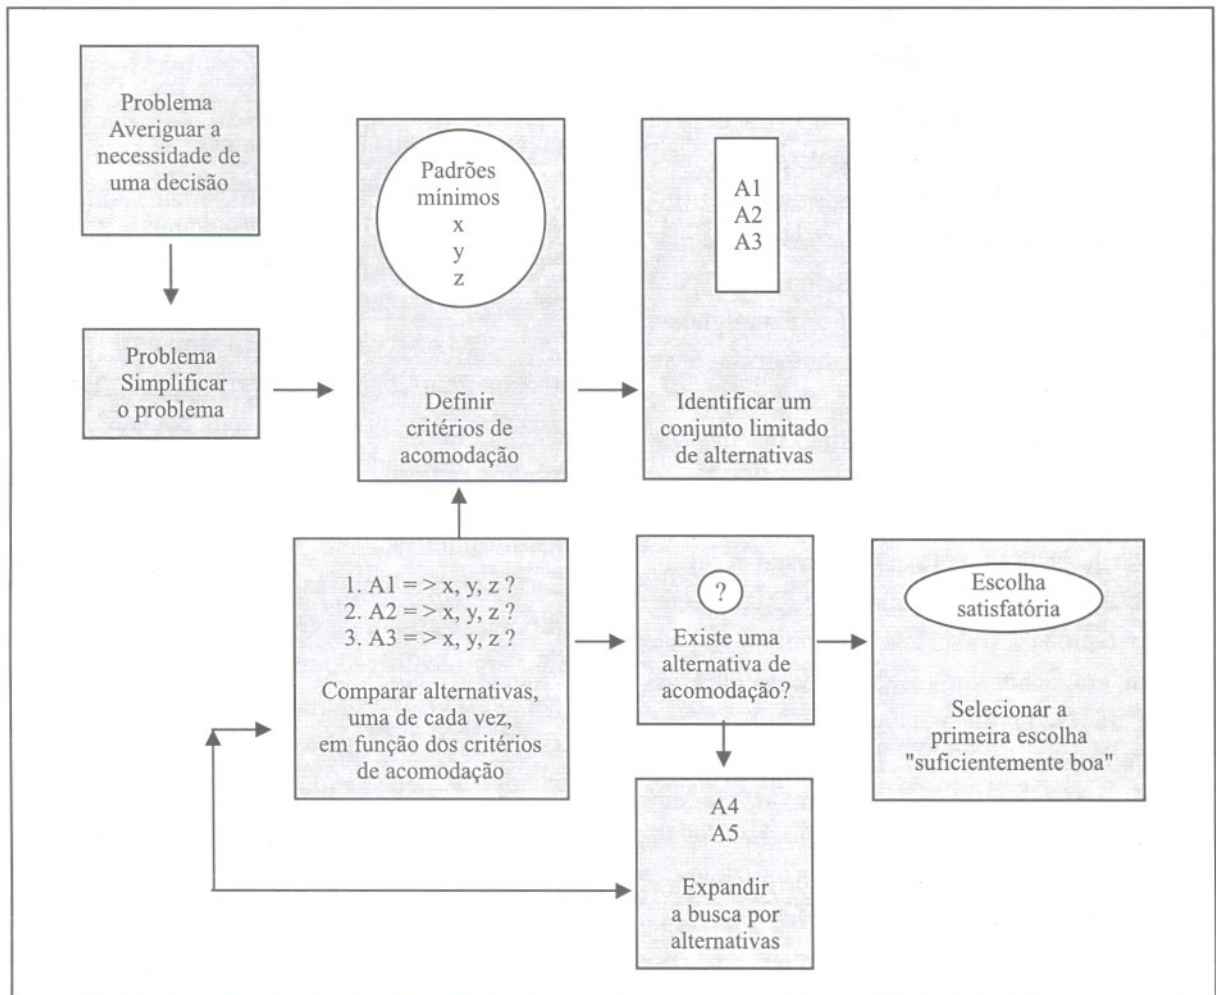 Problema
Averiguar a
necessidade de
uma decisão
Problema
Simplificar
o problema
Padrões
mínimos
x
y
z
Definir
critérios de
acomodação
A1
A2
A3
Identificar um
conjunto limitado
de alternativas
1. A1 = > x, y, z ?
2. A2 = > x, y, z ?
3. A3 = > x, y, z ?
Comparar alternativas,
uma de cada vez,
em função dos critérios
de acomodação
?
Existe uma
alternativa de
acomodação?
Escolha
satisfatória
Selecionar a
primeira escolha
"suficientemente boa"
A4
A5
Expandir
a busca por
alternativas